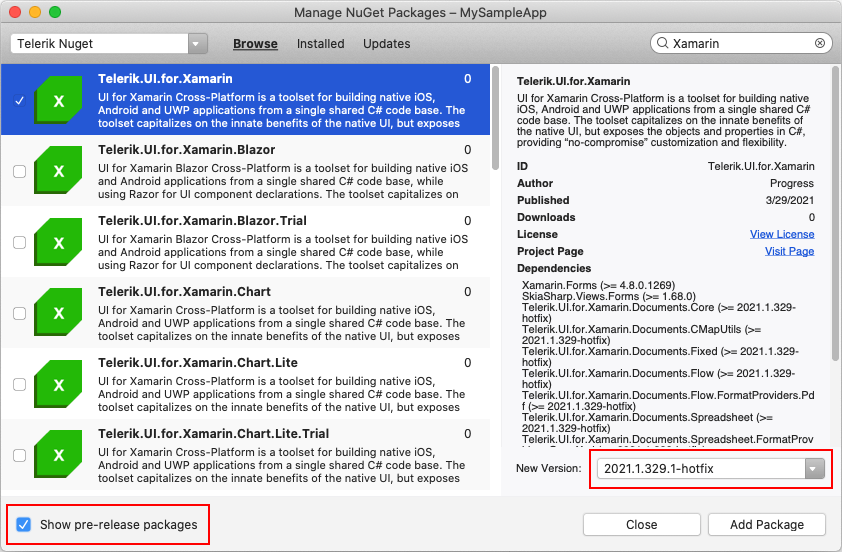 Manage NuGet Packages – MySampleApp
Telerik Nuget
Browse
Installed
Updates
Xamarin
Telerik.UI.for.Xamarin 0
UI for Xamarin Cross-Platform is a toolset for building native iOS,
Android and UWP applications from a single shared C# code base. The
toolset capitalizes on the innate benefits of the native UI, but exposes
X
Telerik.UI.for.Xamarin.Blazor 0
UI for Xamarin Blazor Cross-Platform is a toolset for building native iOS
and Android applications from a single shared C# code base, while
using Razor for UI component declarations. The toolset capitalizes on
X
Telerik.UI.for.Xamarin.Blazor.Trial 0
UI for Xamarin Blazor Cross-Platform is a toolset for building native iOS
and Android applications from a single shared C# code base, while
using Razor for UI component declarations. The toolset capitalizes on
X
Telerik.UI.for.Xamarin.Chart 0
UI for Xamarin Cross-Platform is a toolset for building native iOS,
Android and UWP applications from a single shared C# code base. The
toolset capitalizes on the innate benefits of the native UI, but exposes
X
Telerik.UI.for.Xamarin.Chart.Lite 0
UI for Xamarin Cross-Platform is a toolset for building native iOS,
Android and UWP applications from a single shared C# code base. The
toolset capitalizes on the innate benefits of the native UI, but exposes
X
Telerik.UI.for.Xamarin.Chart.Lite.Trial 0
UI for Xamarin Cross-Platform is a toolset for building native iOS,
Android and UWP applications from a single shared C# code base. The
toolset capitalizes on the innate benefits of the native UI, but exposes
X
Telerik.UI.for.Xamarin
UI for Xamarin Cross-Platform is a toolset for building native
iOS, Android and UWP applications from a single shared C#
code base. The toolset capitalizes on the innate benefits of
the native UI, but exposes the objects and properties in C#,
providing “no-compromise” customization and flexibility.
ID Telerik.UI.for.Xamarin
Author Progress
Published 3/29/2021
Downloads 0
License View License
Project Page Visit Page
Dependencies
Xamarin.Forms (>= 4.8.0.1269)
SkiaSharp.Views.Forms (>= 1.68.0)
Telerik.UI.for.Xamarin.Documents.Core (>= 2021.1.329-
hotfix)
Telerik.UI.for.Xamarin.Documents.CMapUtils (>=
2021.1.329-hotfix)
Telerik.UI.for.Xamarin.Documents.Fixed (>= 2021.1.329-
hotfix)
Telerik.UI.for.Xamarin.Documents.Flow (>= 2021.1.329-
hotfix)
Telerik.UI.for.Xamarin.Documents.Flow.FormatProviders.Pd
f (>= 2021.1.329-hotfix)
Telerik.UI.for.Xamarin.Documents.Spreadsheet (>=
2021.1.329-hotfix)
Telerik.UI.for.Xamarin.Documents.Spreadsheet.FormatProv
New Version: 2021.1.329.1-hotfix
Show pre-release packages
Close
Add Package